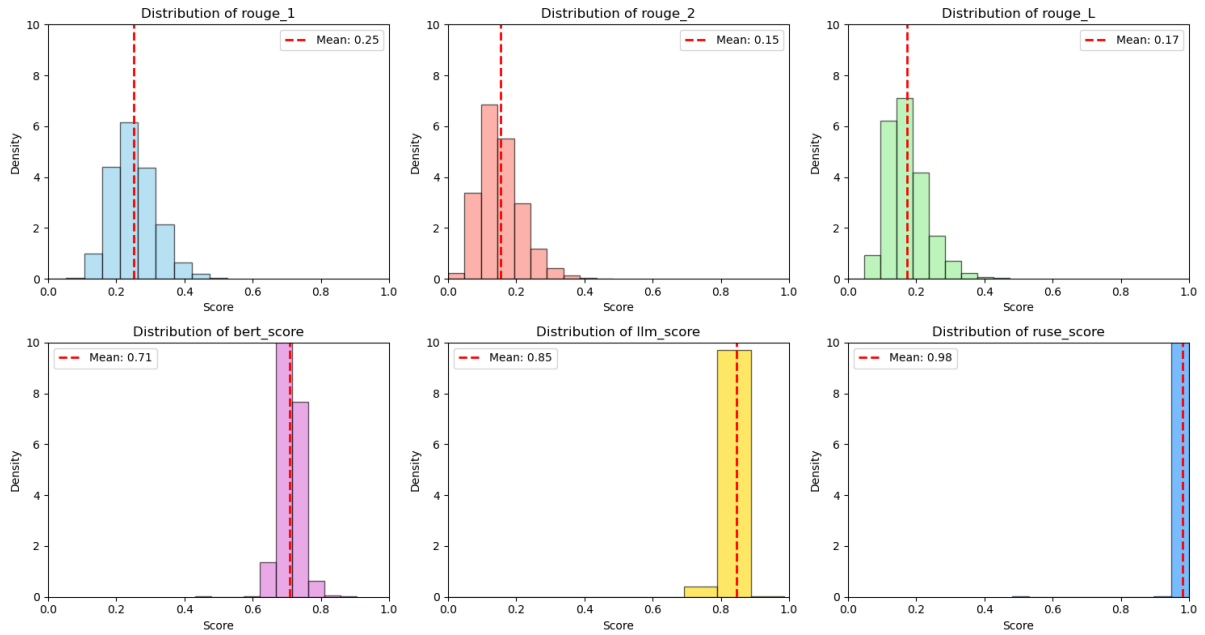 Distribution of rouge_1
Mean: 0.25
Density
10
8
6
4
2
0
0.0 0.2 0.4 0.6 0.8 1.0
Score
Distribution of rouge_2
Mean: 0.15
Density
10
8
6
4
2
0
0.0 0.2 0.4 0.6 0.8 1.0
Score
Distribution of rouge_L
Mean: 0.17
Density
10
8
6
4
2
0
0.0 0.2 0.4 0.6 0.8 1.0
Score
Distribution of bert_score
Mean: 0.71
Density
10
8
6
4
2
0
0.0 0.2 0.4 0.6 0.8 1.0
Score
Distribution of llm_score
Mean: 0.85
Density
10
8
6
4
2
0
0.0 0.2 0.4 0.6 0.8 1.0
Score
Distribution of ruse_score
Mean: 0.98
Density
10
8
6
4
2
0
0.0 0.2 0.4 0.6 0.8 1.0
Score